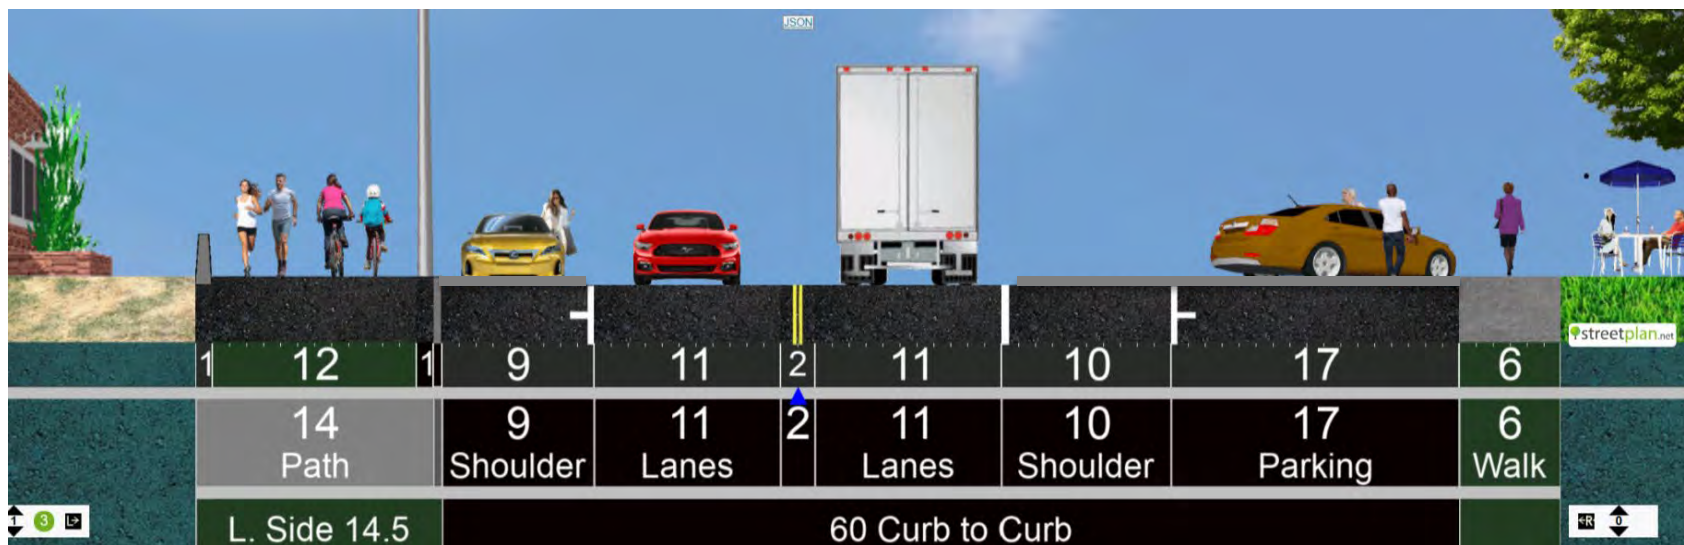 JSON
streetplan.net
1 12 1 9 11 2 11 10 17 6
14 9 11 2 11 10 17 6
Path Shoulder Lanes Lanes Shoulder Parking Walk
1 3 L R 0
L. Side 14.5 60 Curb to Curb